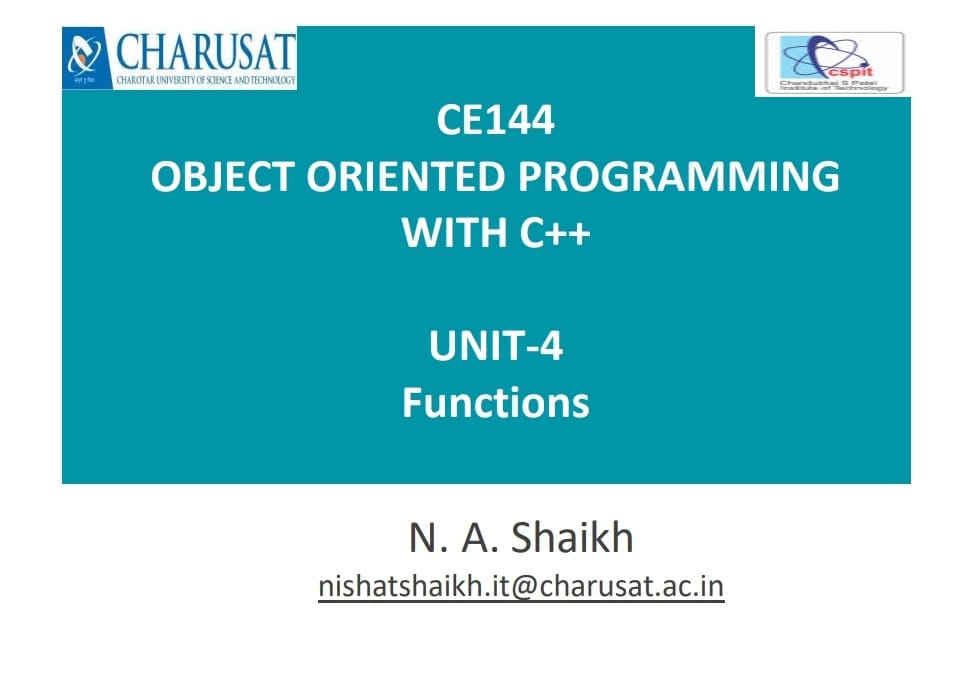 CHARUSAT
CHAROTAR UNIVERSITY OF SCIENCE AND TECHNOLOGY
cspit
Chandubhai S Patel
Institute of Technology
CE144
OBJECT ORIENTED PROGRAMMING
WITH C++
UNIT-4
Functions
N. A. Shaikh
nishatshaikh.it@charusat.ac.in